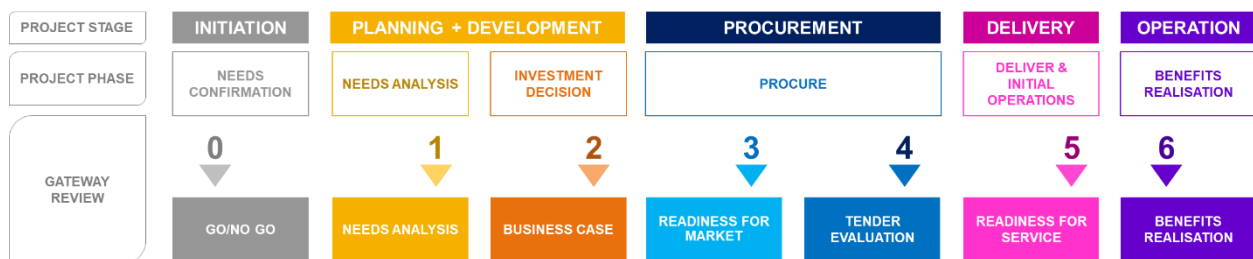 PROJECT STAGE
INITIATION
PLANNING + DEVELOPMENT
PROCUREMENT
DELIVERY
OPERATION
PROJECT PHASE
NEEDS
CONFIRMATION
NEEDS ANALYSIS
INVESTMENT
DECISION
PROCURE
DELIVER &
INITIAL
OPERATIONS
BENEFITS
REALISATION
GATEWAY
REVIEW
0
1
2
3
4
5
6
GO/NO GO
NEEDS ANALYSIS
BUSINESS CASE
READINESS FOR
MARKET
TENDER
EVALUATION
READINESS FOR
SERVICE
BENEFITS
REALISATION